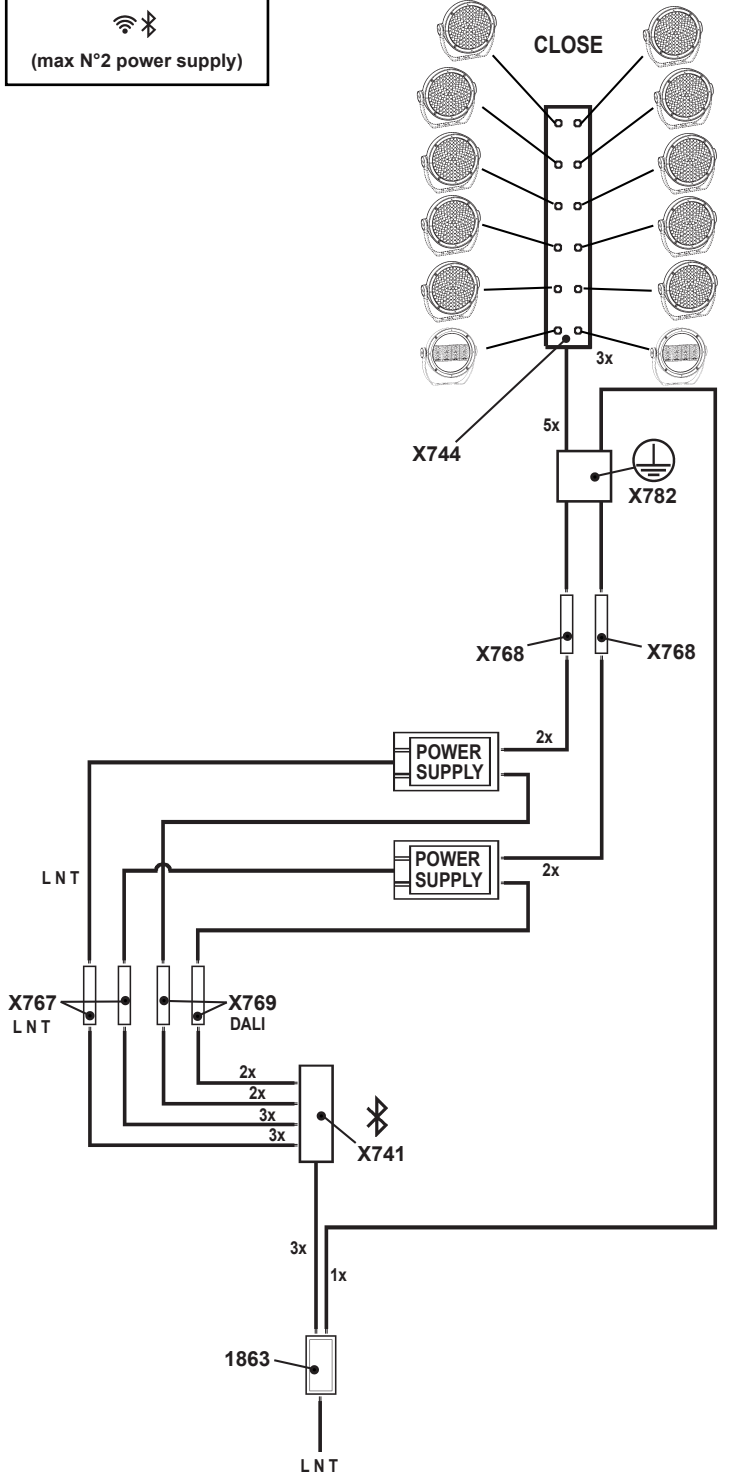 (max N°2 power supply)
CLOSE
3x
X744
5x
X782
X768
X768
POWER
SUPPLY
2x
POWER
SUPPLY
2x
L N T
X767
L N T
X769
DALI
2x
2x
3x
3x
X741
3x
1x
1863
L N T